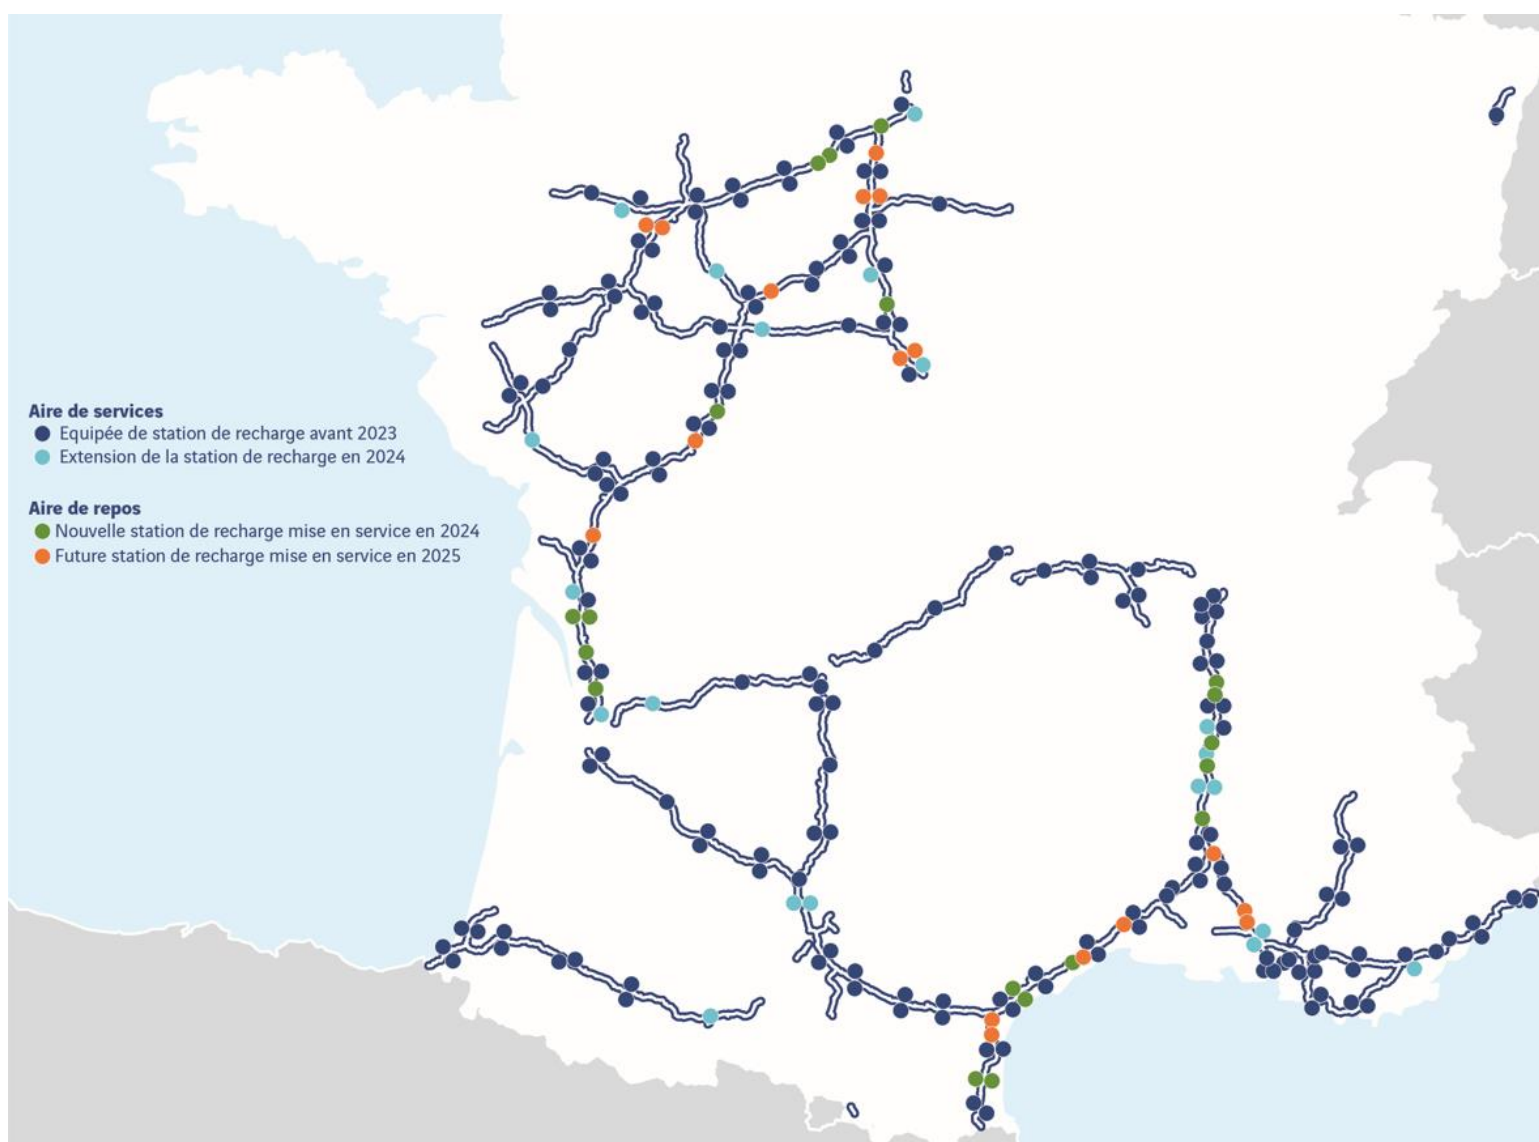 Aire de services
Equipée de station de recharge avant 2023
Extension de la station de recharge en 2024
Aire de repos
Nouvelle station de recharge mise en service en 2024
Future station de recharge mise en service en 2025